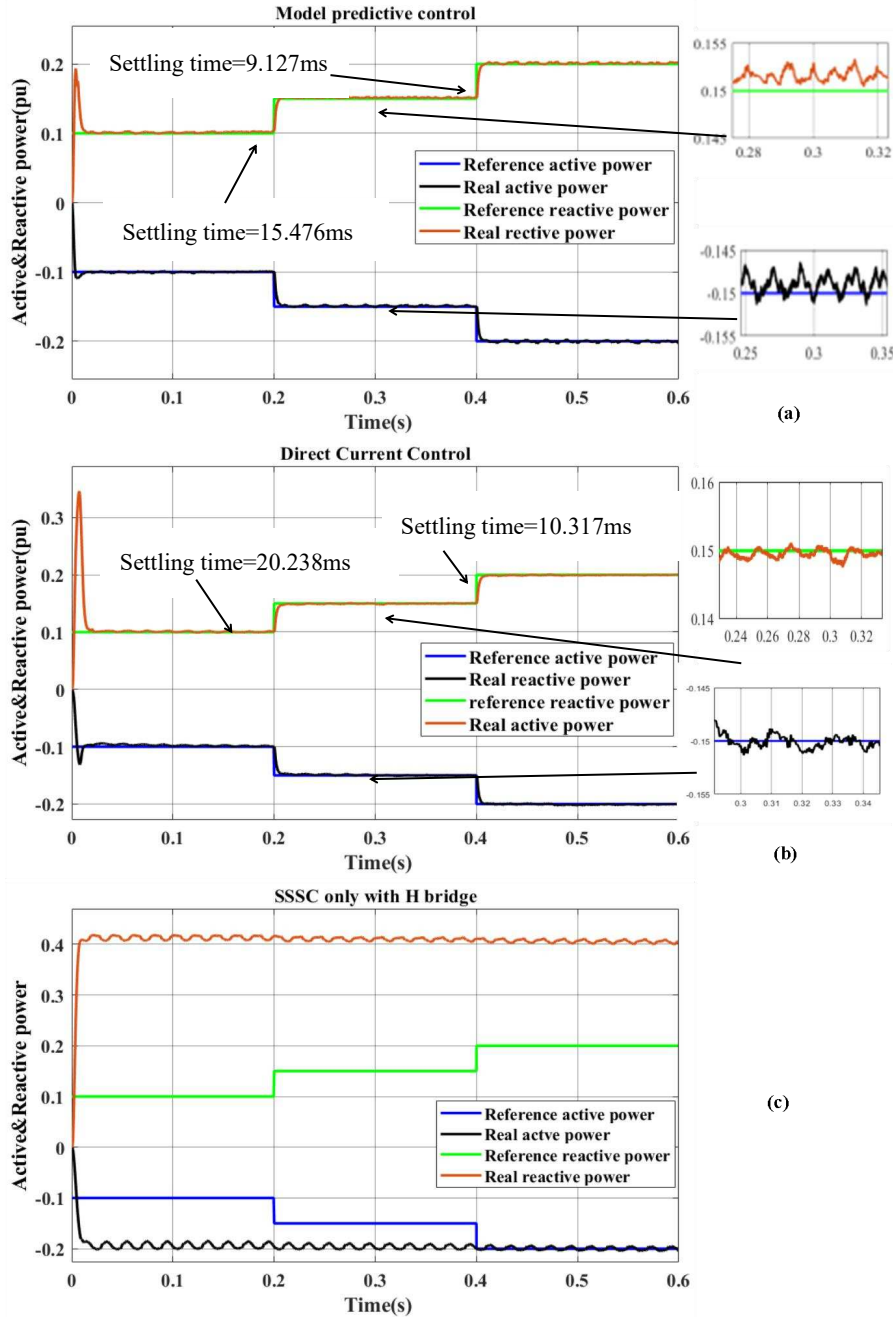 Model predictive control
Settling time=9.127ms
0.2
0.1
0
-0.1
-0.2
Active&Reactive power(pu)
Settling time=15.476ms
Reference active power
Real active power
Reference reactive power
Real rective power
0
0.1
0.2
0.3
0.4
0.5
0.6
Time(s)
0.155
0.15
0.145
0.28
0.3
0.32
-0.145
-0.15
-0.155
0.25
0.3
0.35
(a)
Direct Current Control
Settling time=10.317ms
Settling time=20.238ms
0.3
0.2
0.1
0
-0.1
-0.2
Active&Reactive power(pu)
Reference active power
Real reactive power
reference reactive power
Real active power
0
0.1
0.2
0.3
0.4
0.5
0.6
Time(s)
0.16
0.15
0.14
0.24
0.26
0.28
0.3
0.32
-0.145
-0.15
-0.155
0.3
0.31
0.32
0.33
0.34
(b)
SSSC only with H bridge
0.4
0.3
0.2
0.1
0
-0.1
-0.2
Active&Reactive power
Reference active power
Real actve power
Reference reactive power
Real reactive power
0
0.1
0.2
0.3
0.4
0.5
0.6
Time(s)
(c)